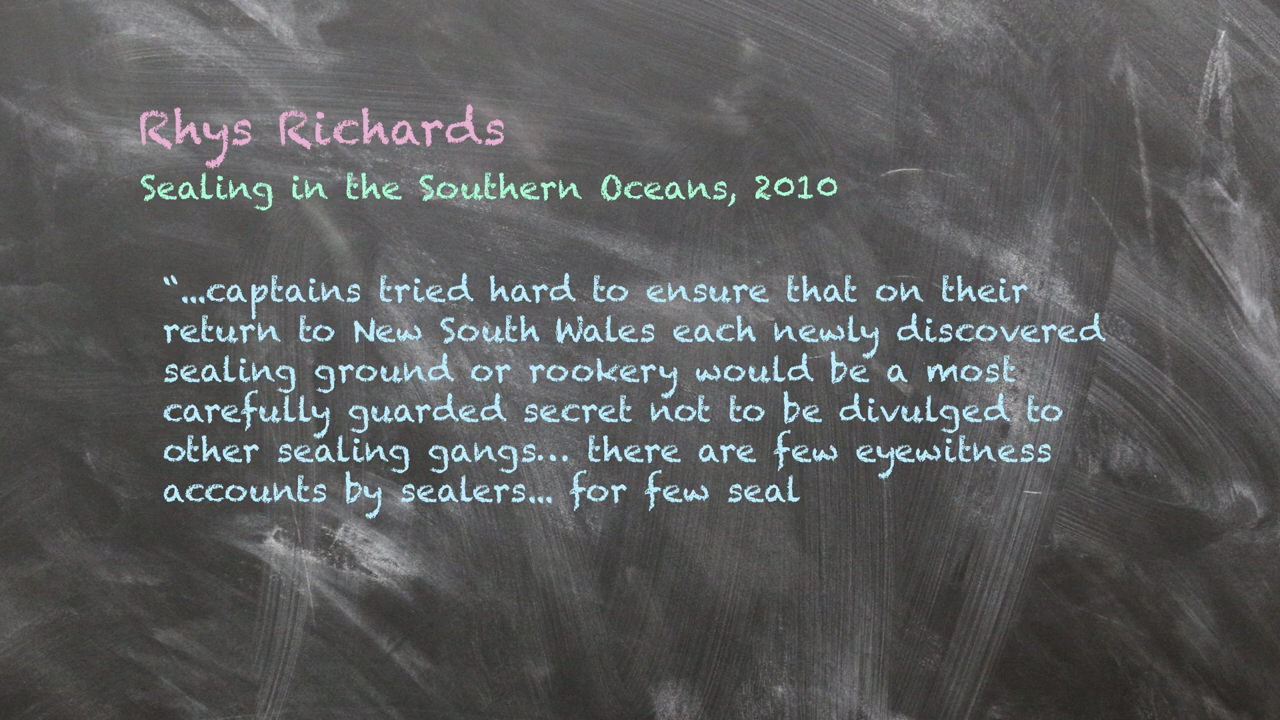 Rhys Richards
Sealing in the Southern Oceans, 2010
“...captains tried hard to ensure that on their
return to New South Wales each newly discovered
sealing ground or rookery would be a most
carefully guarded secret not to be divulged to
other sealing gangs... there are few eyewitness
accounts by sealers... for few seal